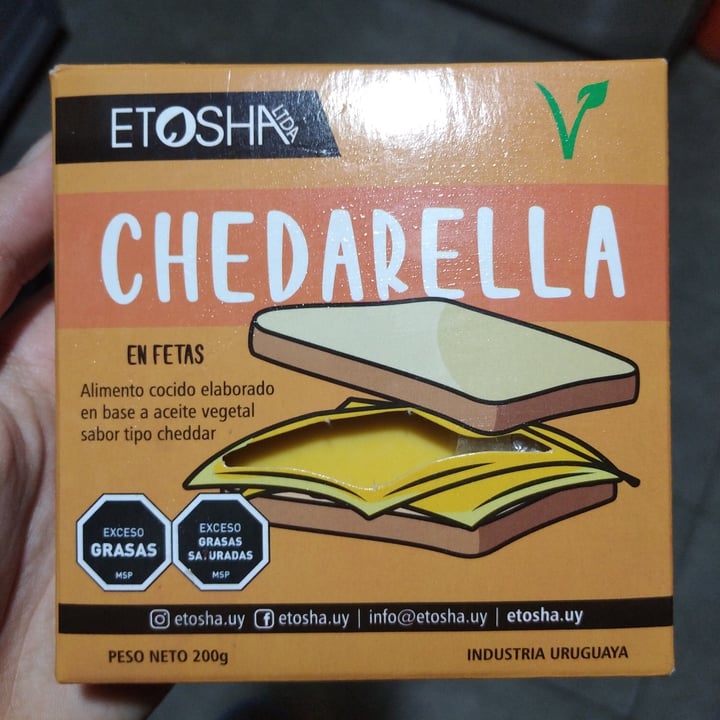 ETOSHA LTDA
CHEDARELLA
EN FETAS
Alimento cocido elaborado
en base a aceite vegetal
sabor tipo cheddar
EXCESO
GRASAS
MSP
EXCESO
GRASAS
SATURADAS
MSP
etosha.uy etosha.uy | info@etosha.uy | etosha.uy
PESO NETO 200g
INDUSTRIA URUGUAYA